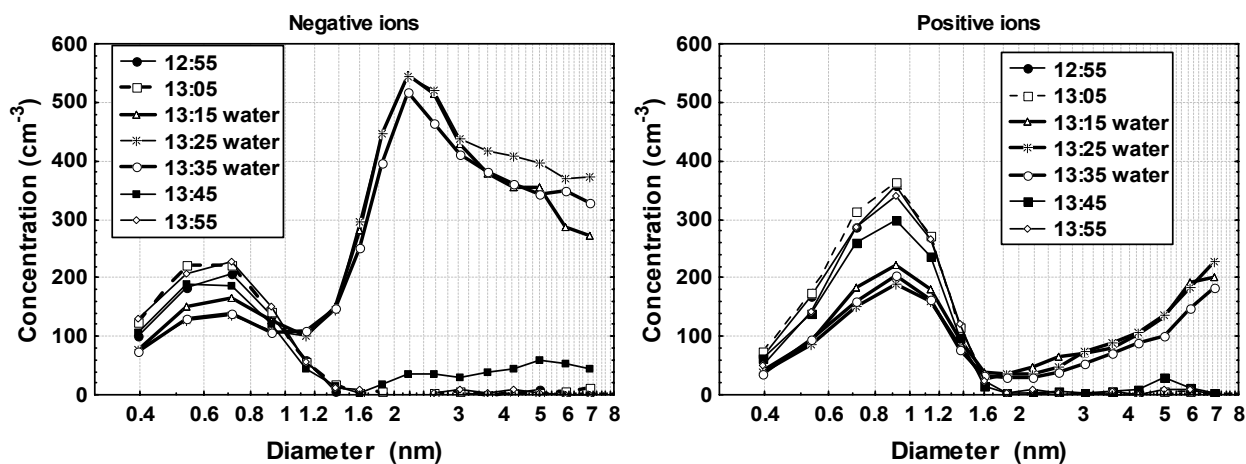 Negative ions
Concentration (cm⁻³)
600
500
400
300
200
100
0
12:55
13:05
13:15 water
13:25 water
13:35 water
13:45
13:55
0.4 0.6 0.8 1 1.2 2 3 4 5 6 7 8
Diameter (nm)
Positive ions
Concentration (cm⁻³)
600
500
400
300
200
100
0
12:55
13:05
13:15 water
13:25 water
13:35 water
13:45
13:55
0.4 0.6 0.8 1 1.2 1.6 2 3 4 5 6 7 8
Diameter (nm)